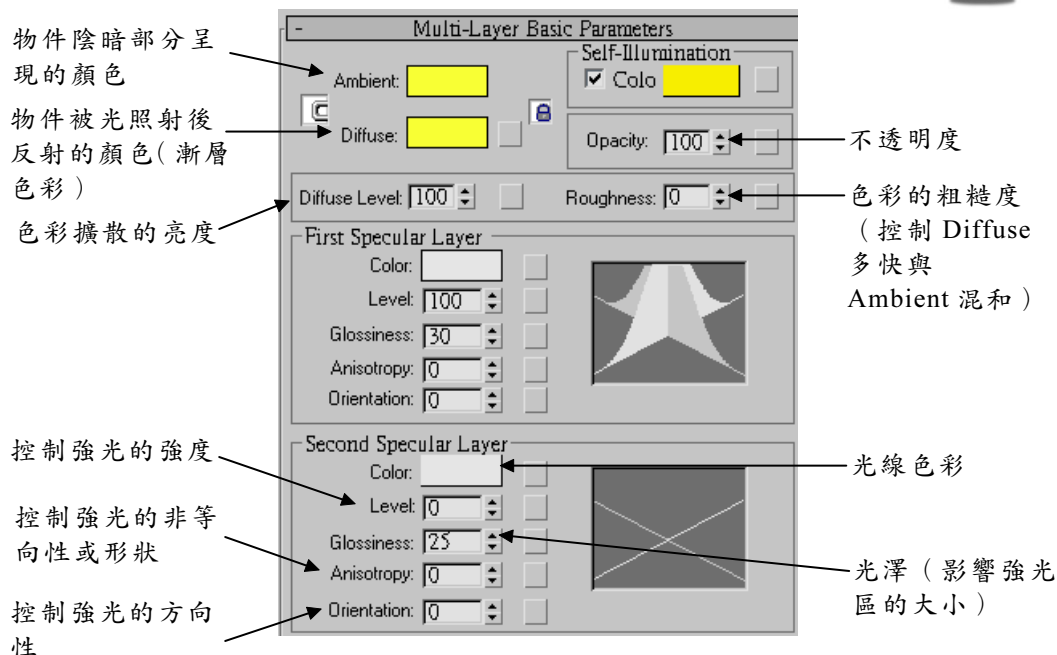 物件陰暗部分呈
現的顏色
物件被光照射後
反射的顏色(漸層
色彩)
色彩擴散的亮度
控制強光的強度
控制強光的非等
向性或形狀
控制強光的方向
性
- Multi-Layer Basic Parameters
Ambient:
Diffuse:
Self-Illumination
Colo
Opacity: 100
Diffuse Level: 100
Roughness: 0
First Specular Layer
Color:
Level: 100
Glossiness: 30
Anisotropy: 0
Orientation: 0
Second Specular Layer
Color:
Level: 0
Glossiness: 25
Anisotropy: 0
Orientation: 0
不透明度
色彩的粗糙度
(控制 Diffuse
多快與
Ambient 混和)
光線色彩
光澤(影響強光
區的大小)